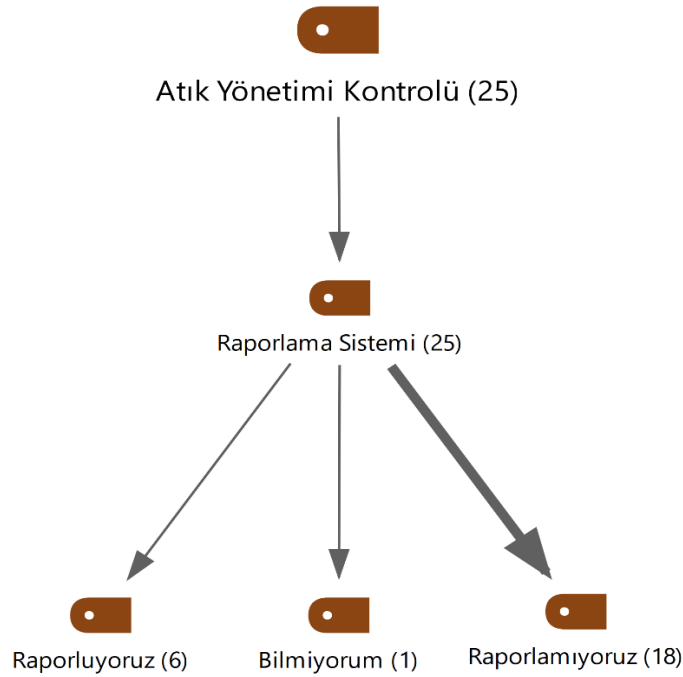 Atık Yönetimi Kontrolü (25)
Raporlama Sistemi (25)
Raporluyoruz (6)
Bilmiyorum (1)
Raporlamıyoruz (18)